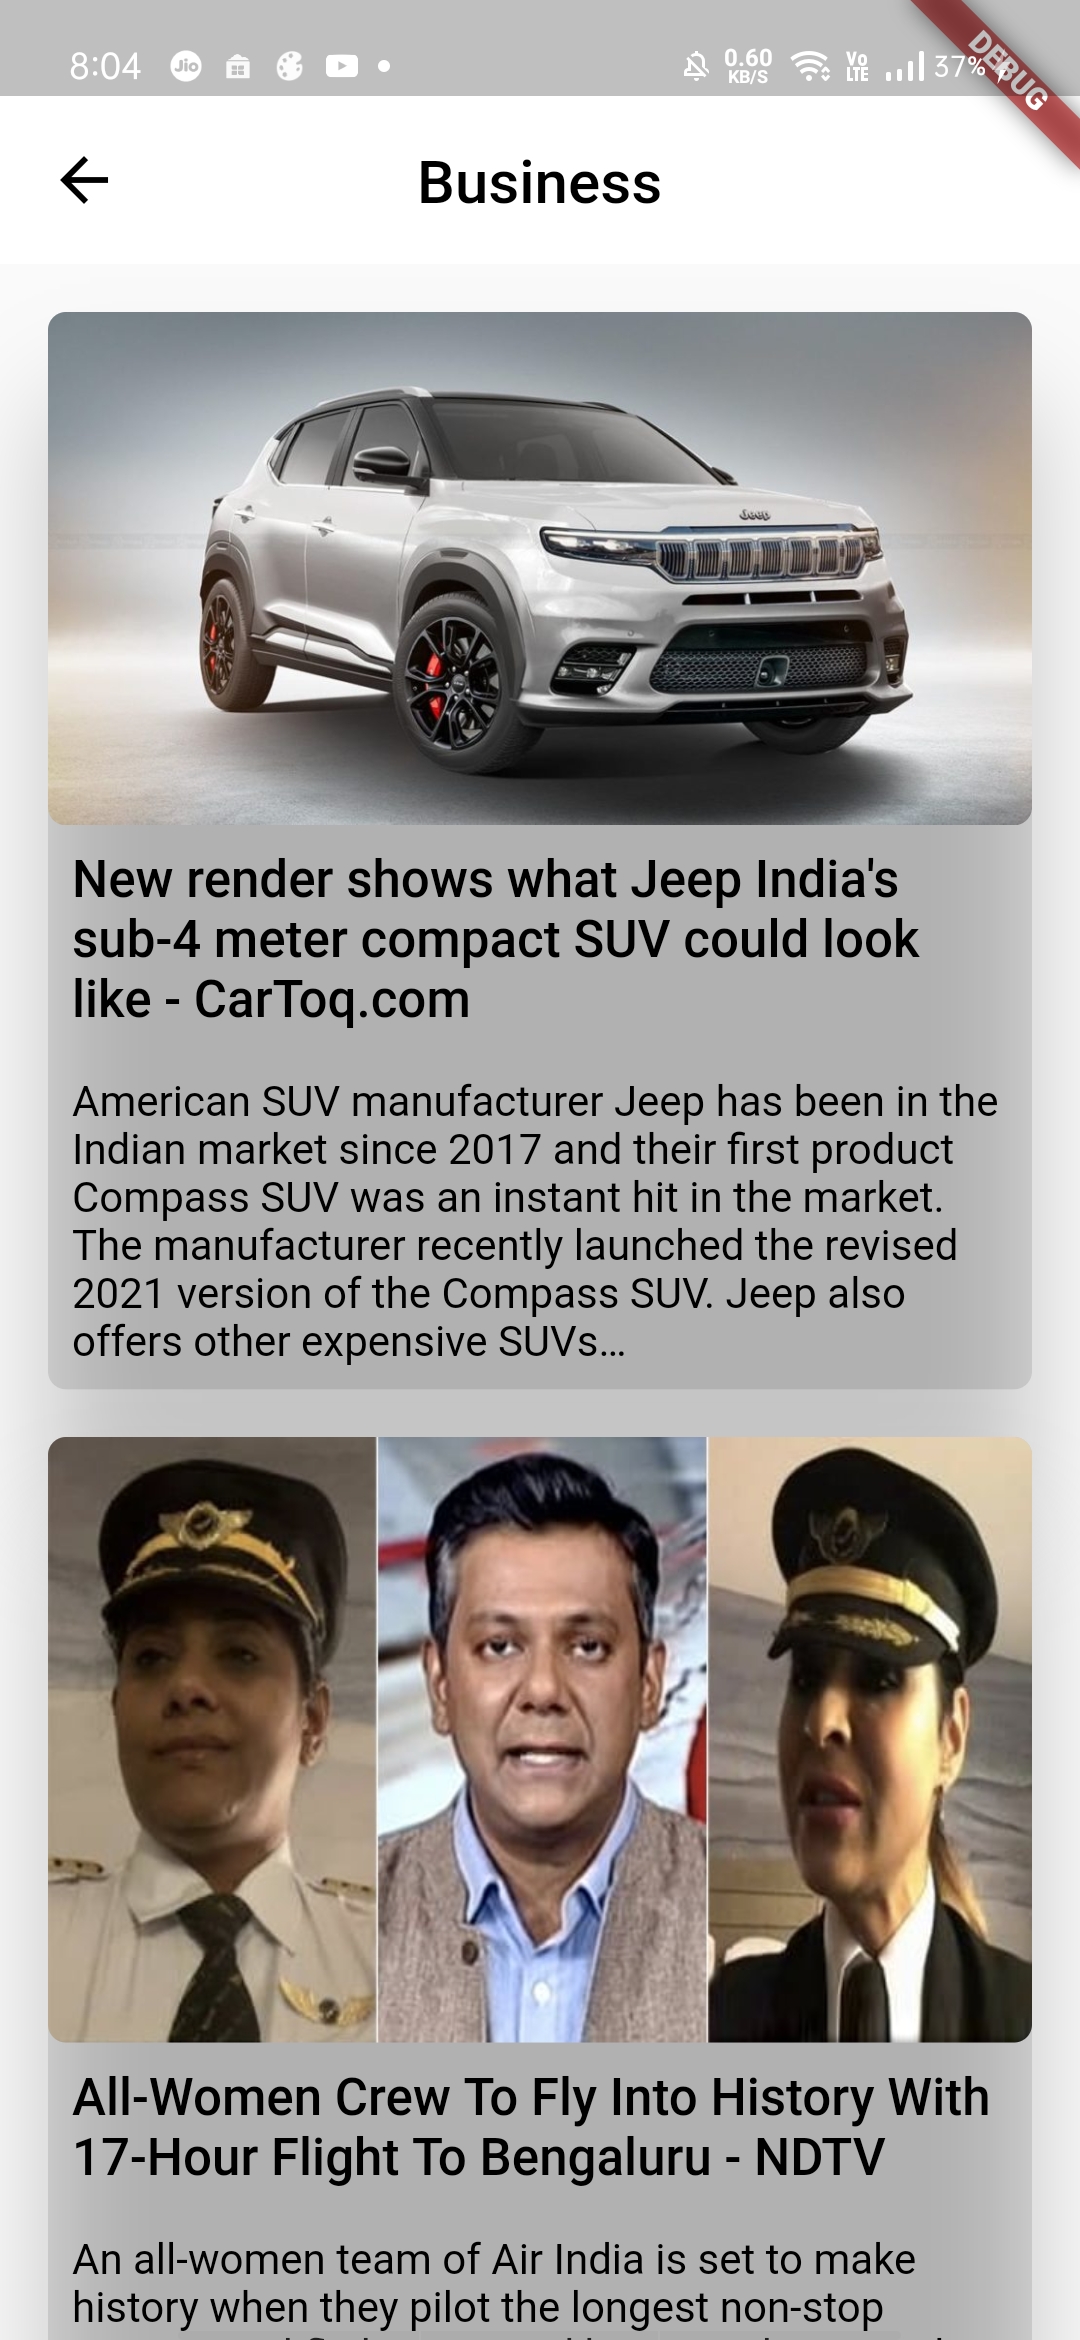 8:04 Jio 0.60 KB/S Vo LTE 37%
DEBUG
Business
Jeep
New render shows what Jeep India's
sub-4 meter compact SUV could look
like - CarToq.com
American SUV manufacturer Jeep has been in the
Indian market since 2017 and their first product
Compass SUV was an instant hit in the market.
The manufacturer recently launched the revised
2021 version of the Compass SUV. Jeep also
offers other expensive SUVs…
All-Women Crew To Fly Into History With
17-Hour Flight To Bengaluru - NDTV
An all-women team of Air India is set to make
history when they pilot the longest non-stop